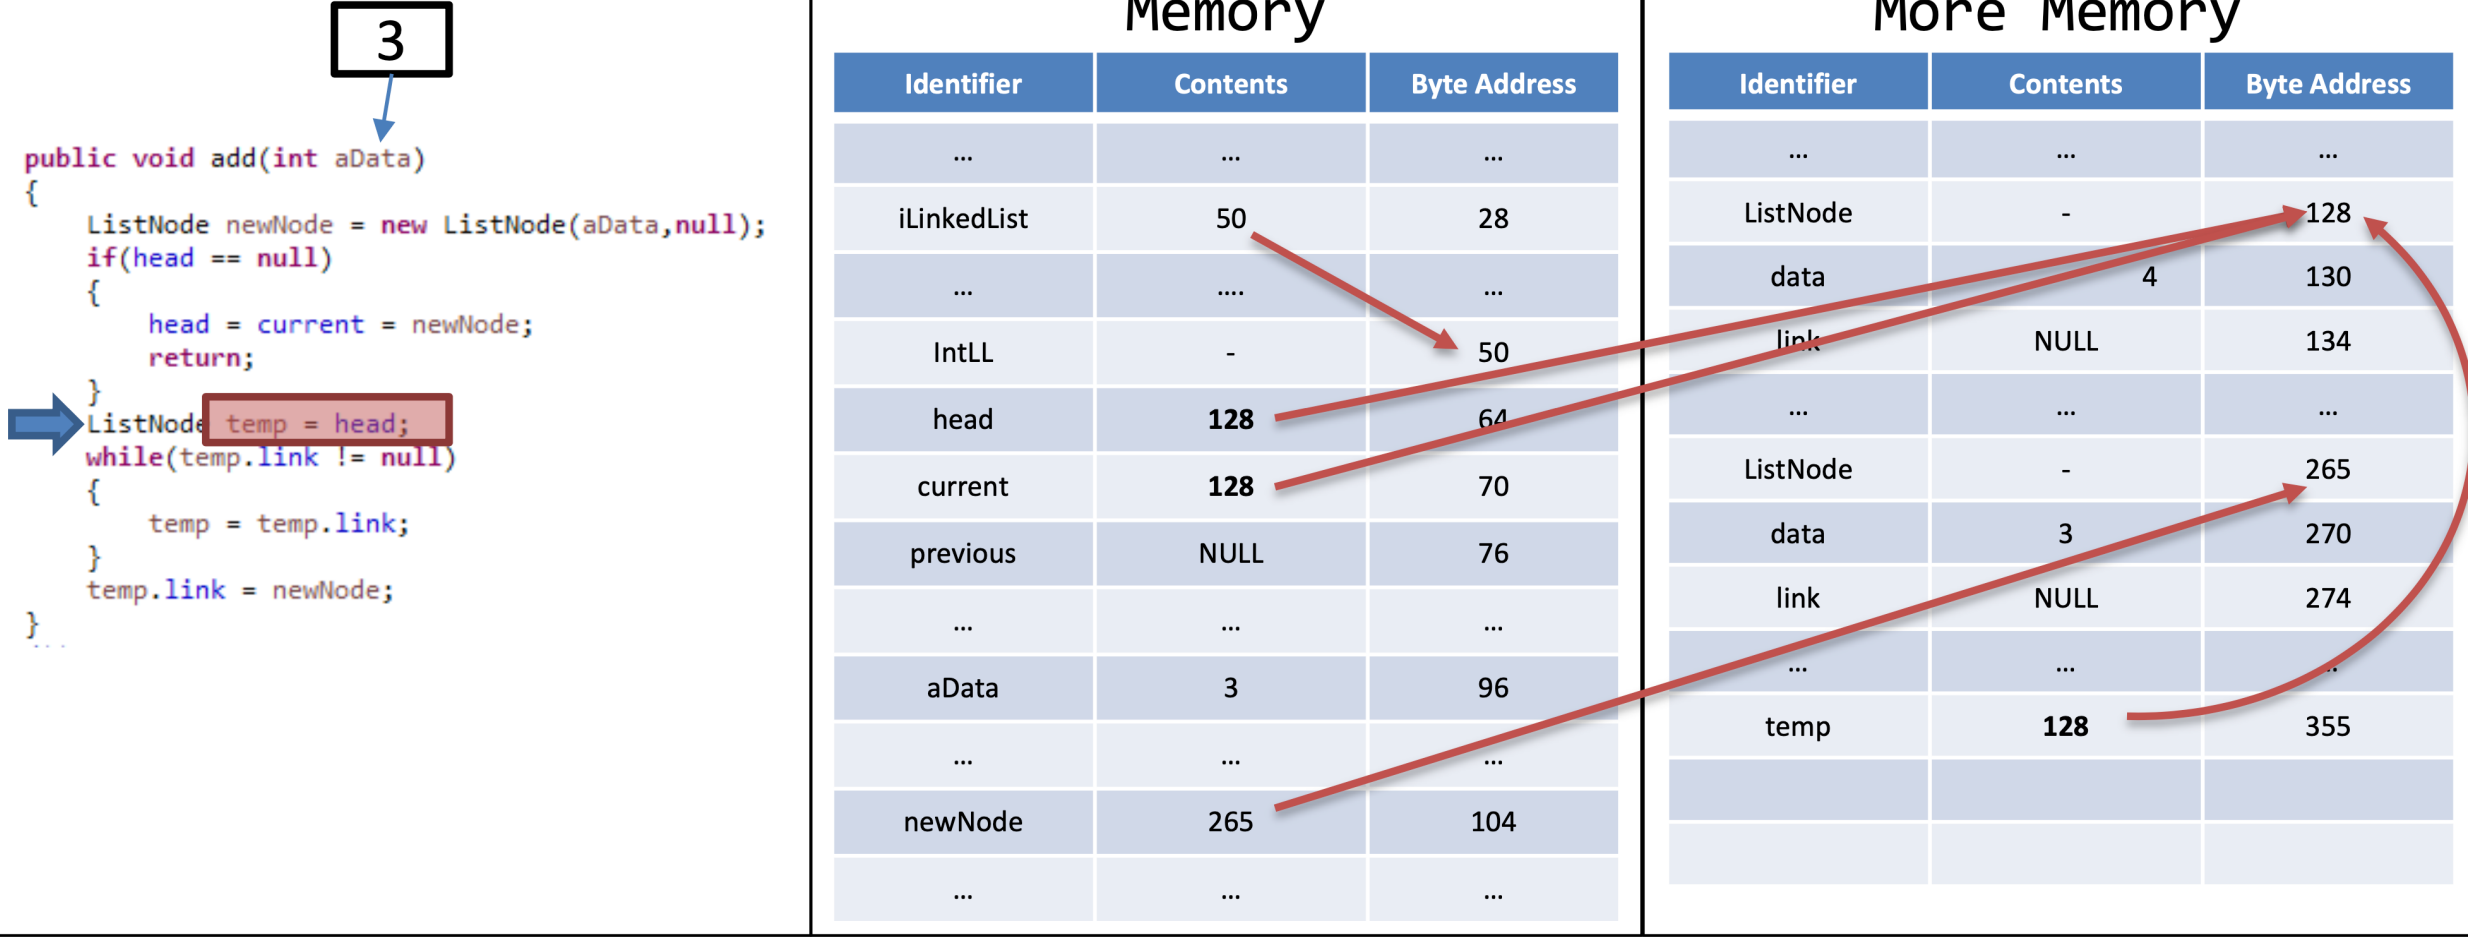 3
public void add(int aData)
{
ListNode newNode = new ListNode(aData,null);
if(head == null)
{
head = current = newNode;
return;
}
ListNode temp = head;
while(temp.link != null)
{
temp = temp.link;
}
temp.link = newNode;
}
Memory
Identifier Contents Byte Address
... ... ...
iLinkedList 50 28
... .... ...
IntLL - 50
head 128 64
current 128 70
previous NULL 76
... ... ...
aData 3 96
... ... ...
newNode 265 104
... ... ...
More Memory
Identifier Contents Byte Address
... ... ...
ListNode - 128
data 4 130
link NULL 134
... ... ...
ListNode - 265
data 3 270
link NULL 274
... ... ...
temp 128 355